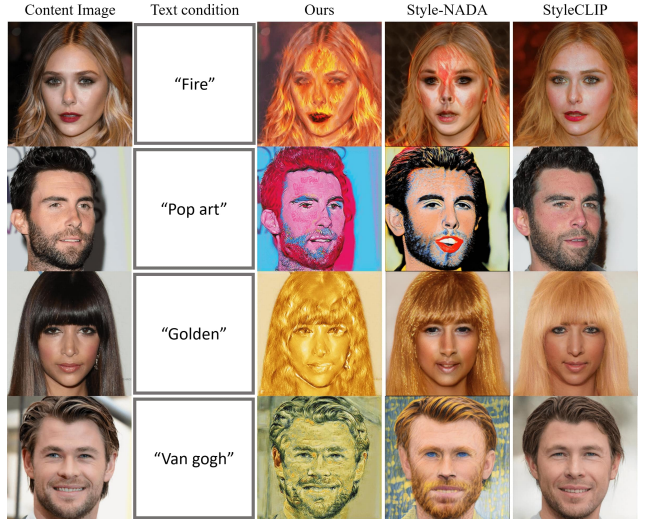 Content Image Text condition Ours Style-NADA StyleCLIP
“Fire”
“Pop art”
“Golden”
“Van gogh”